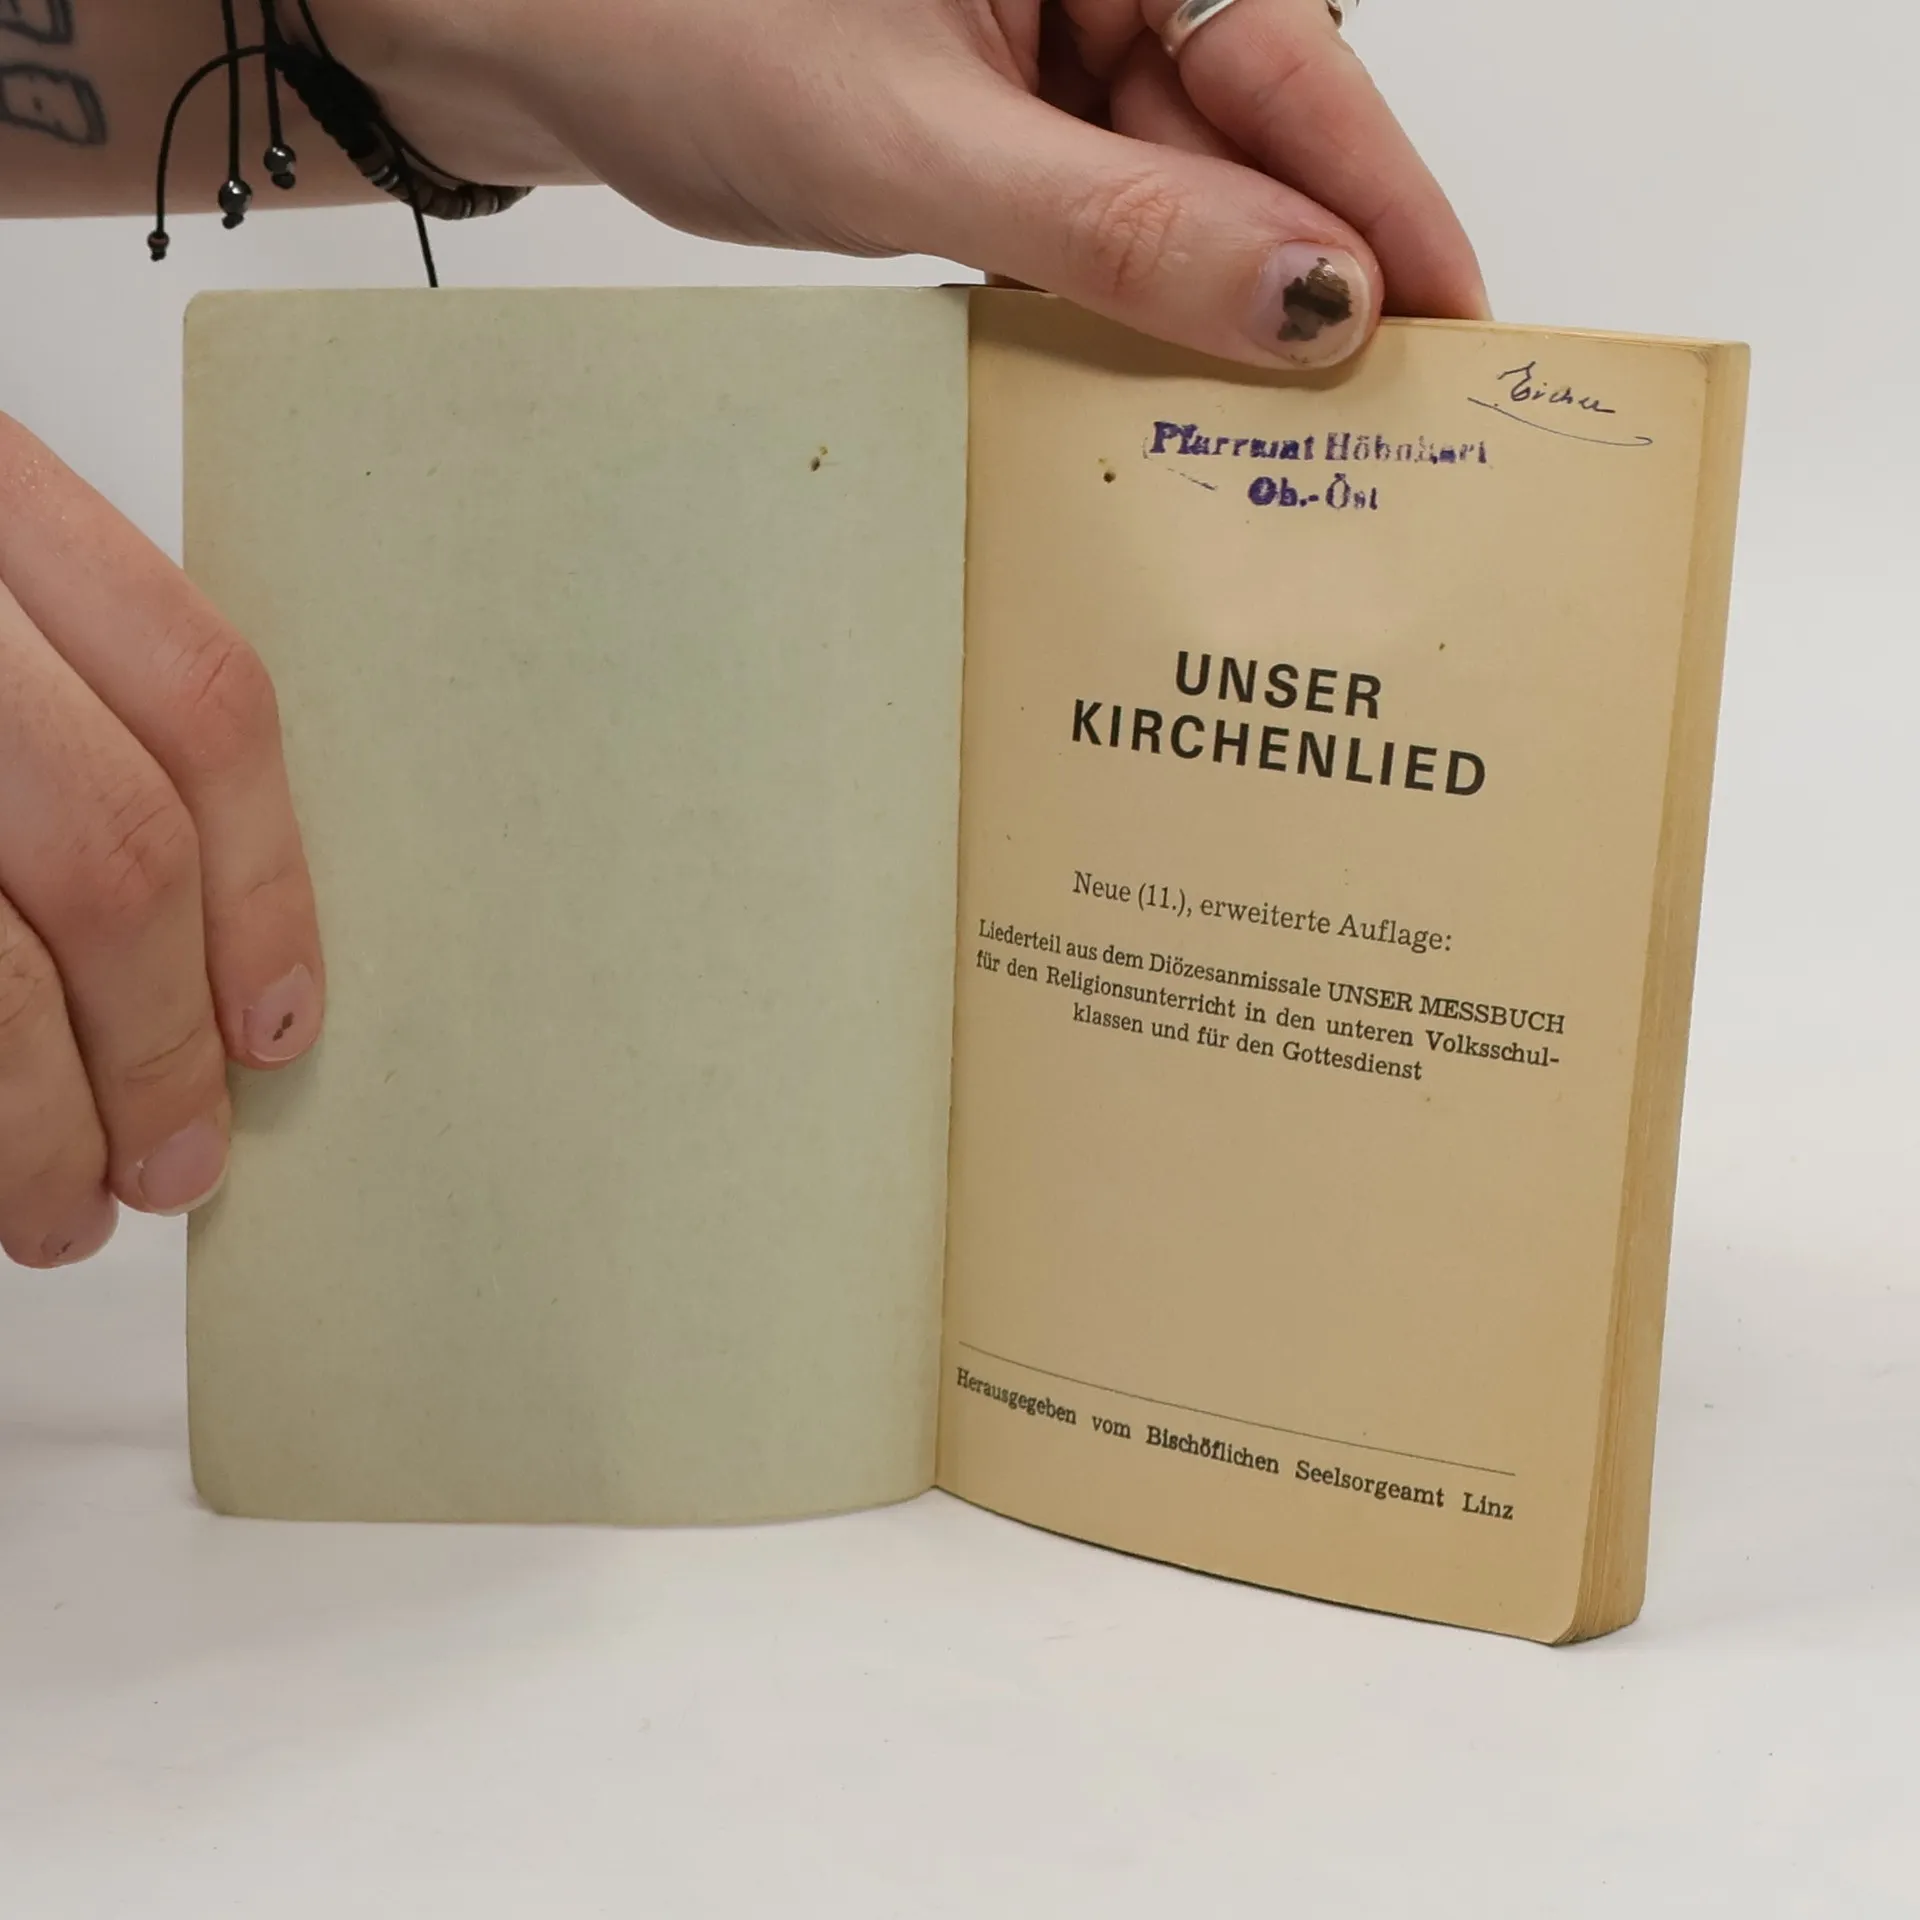 Eicher
Pfarramt Höhnhart
Ob.-Öst
UNSER
KIRCHENLIED
Neue (11.), erweiterte Auflage:
Liederteil aus dem Diözesanmissale UNSER MESSBUCH
für den Religionsunterricht in den unteren Volksschul-
klassen und für den Gottesdienst
Herausgegeben vom Bischöflichen Seelsorgeamt Linz